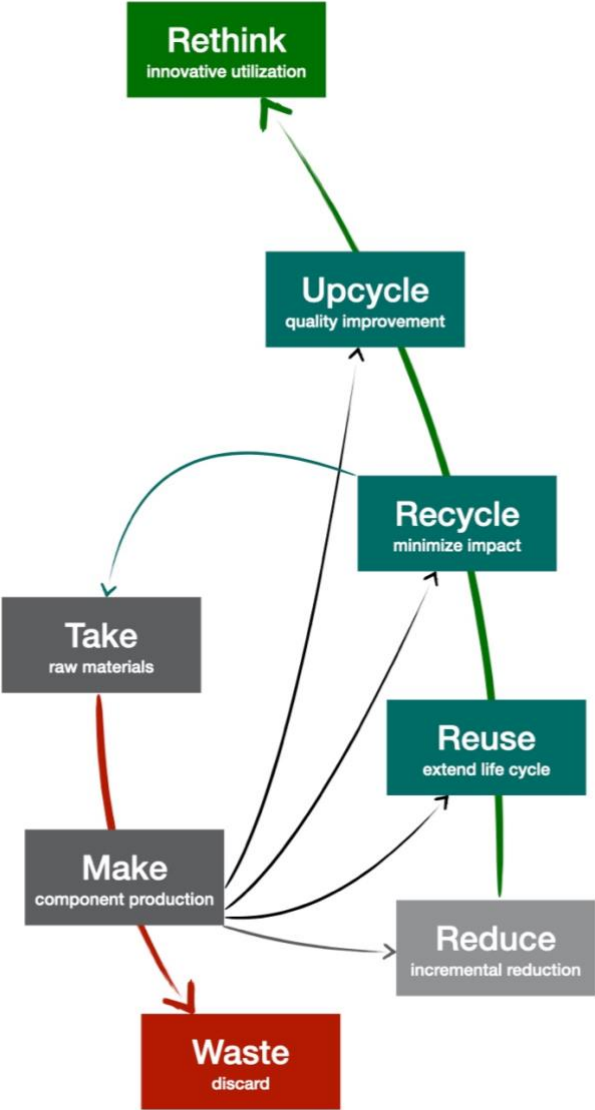 Rethink
innovative utilization
Upcycle
quality improvement
Recycle
minimize impact
Take
raw materials
Reuse
extend life cycle
Make
component production
Reduce
incremental reduction
Waste
discard